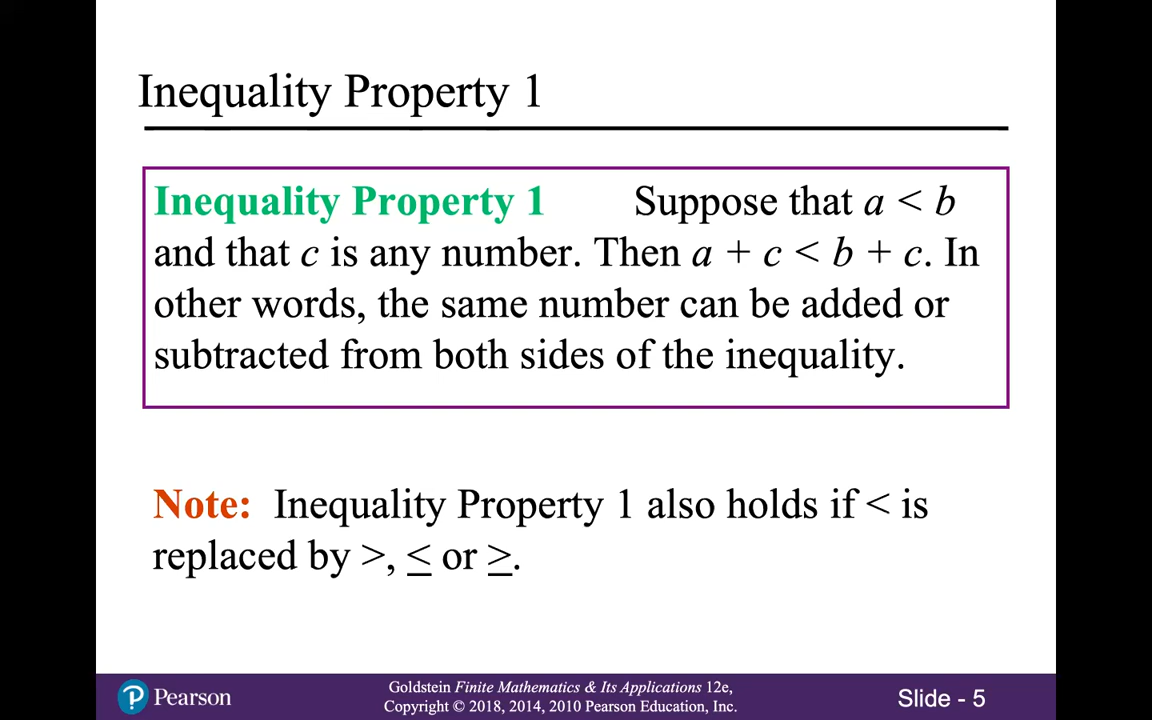 Inequality Property 1
Inequality Property 1 Suppose that a < b
and that c is any number. Then a + c < b + c. In
other words, the same number can be added or
subtracted from both sides of the inequality.
Note: Inequality Property 1 also holds if < is
replaced by >, ≤ or ≥.
Pearson
Goldstein Finite Mathematics & Its Applications 12e,
Copyright © 2018, 2014, 2010 Pearson Education, Inc.
Slide - 5